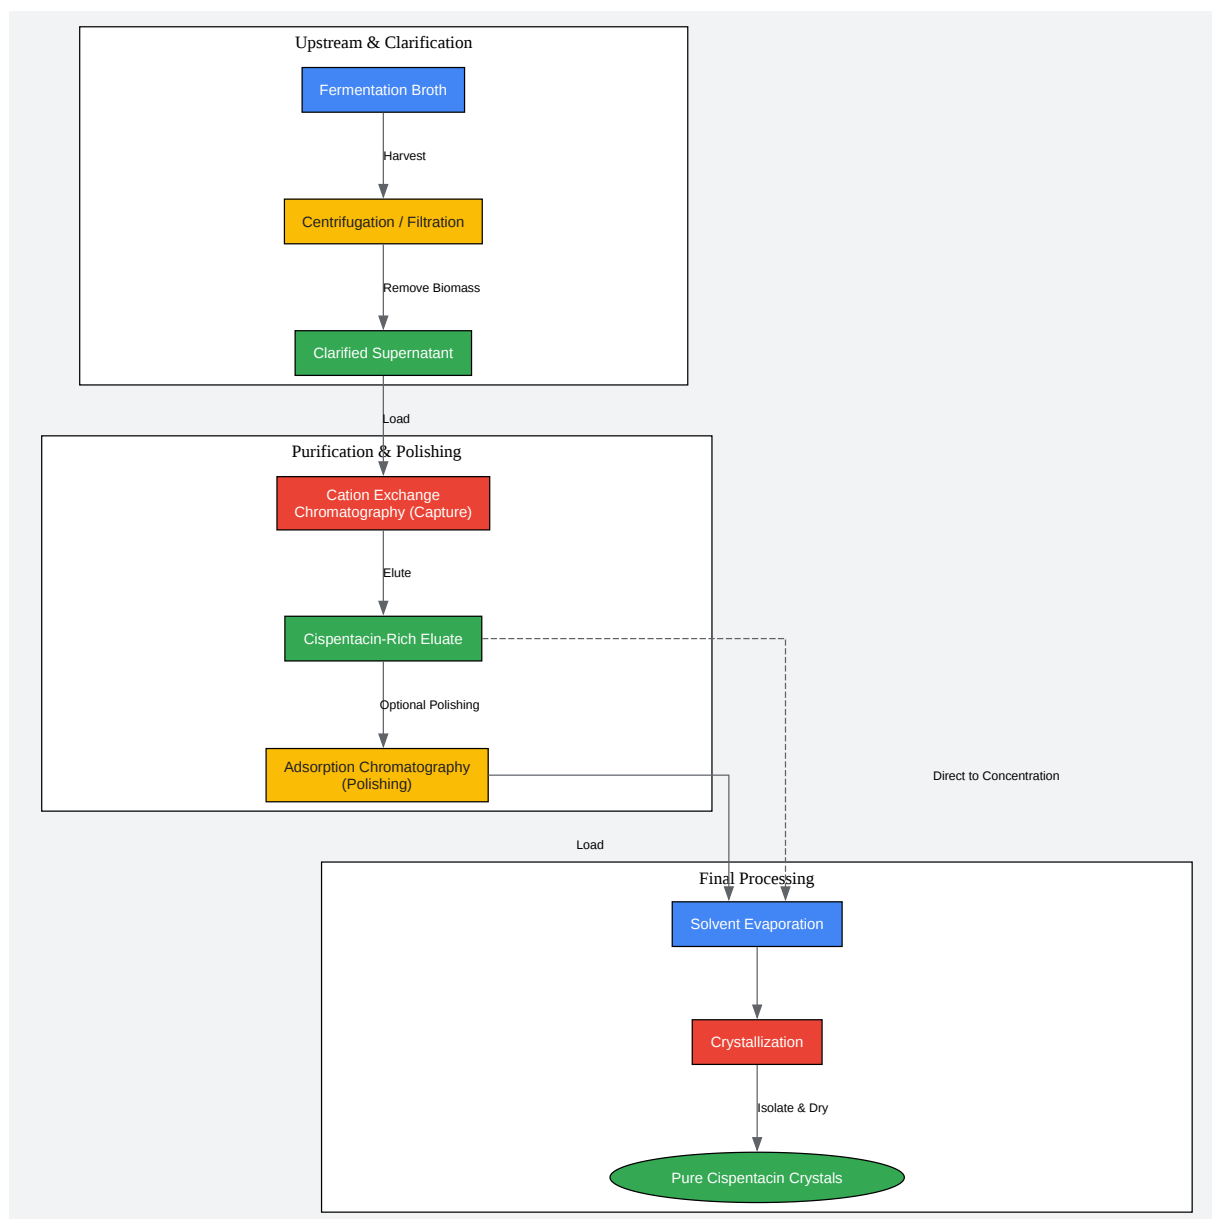 Upstream & Clarification
Fermentation Broth
Harvest
Centrifugation / Filtration
Remove Biomass
Clarified Supernatant
Load
Purification & Polishing
Cation Exchange
Chromatography (Capture)
Elute
Cispentacin-Rich Eluate
Optional Polishing
Adsorption Chromatography
(Polishing)
Direct to Concentration
Load
Final Processing
Solvent Evaporation
Crystallization
Isolate & Dry
Pure Cispentacin Crystals